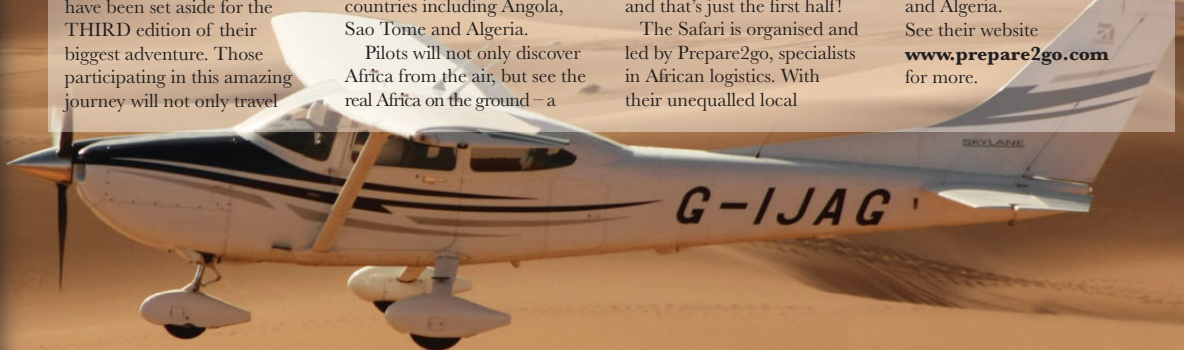 have been set aside for the
THIRD edition of their
biggest adventure. Those
participating in this amazing
journey will not only travel
countries including Angola,
Sao Tome and Algeria.
Pilots will not only discover
Africa from the air, but see the
real Africa on the ground – a
and that's just the first half!
The Safari is organised and
led by Prepare2go, specialists
in African logistics. With
their unequalled local
and Algeria.
See their website
www.prepare2go.com
for more.
SKYLANE
G-IJAG